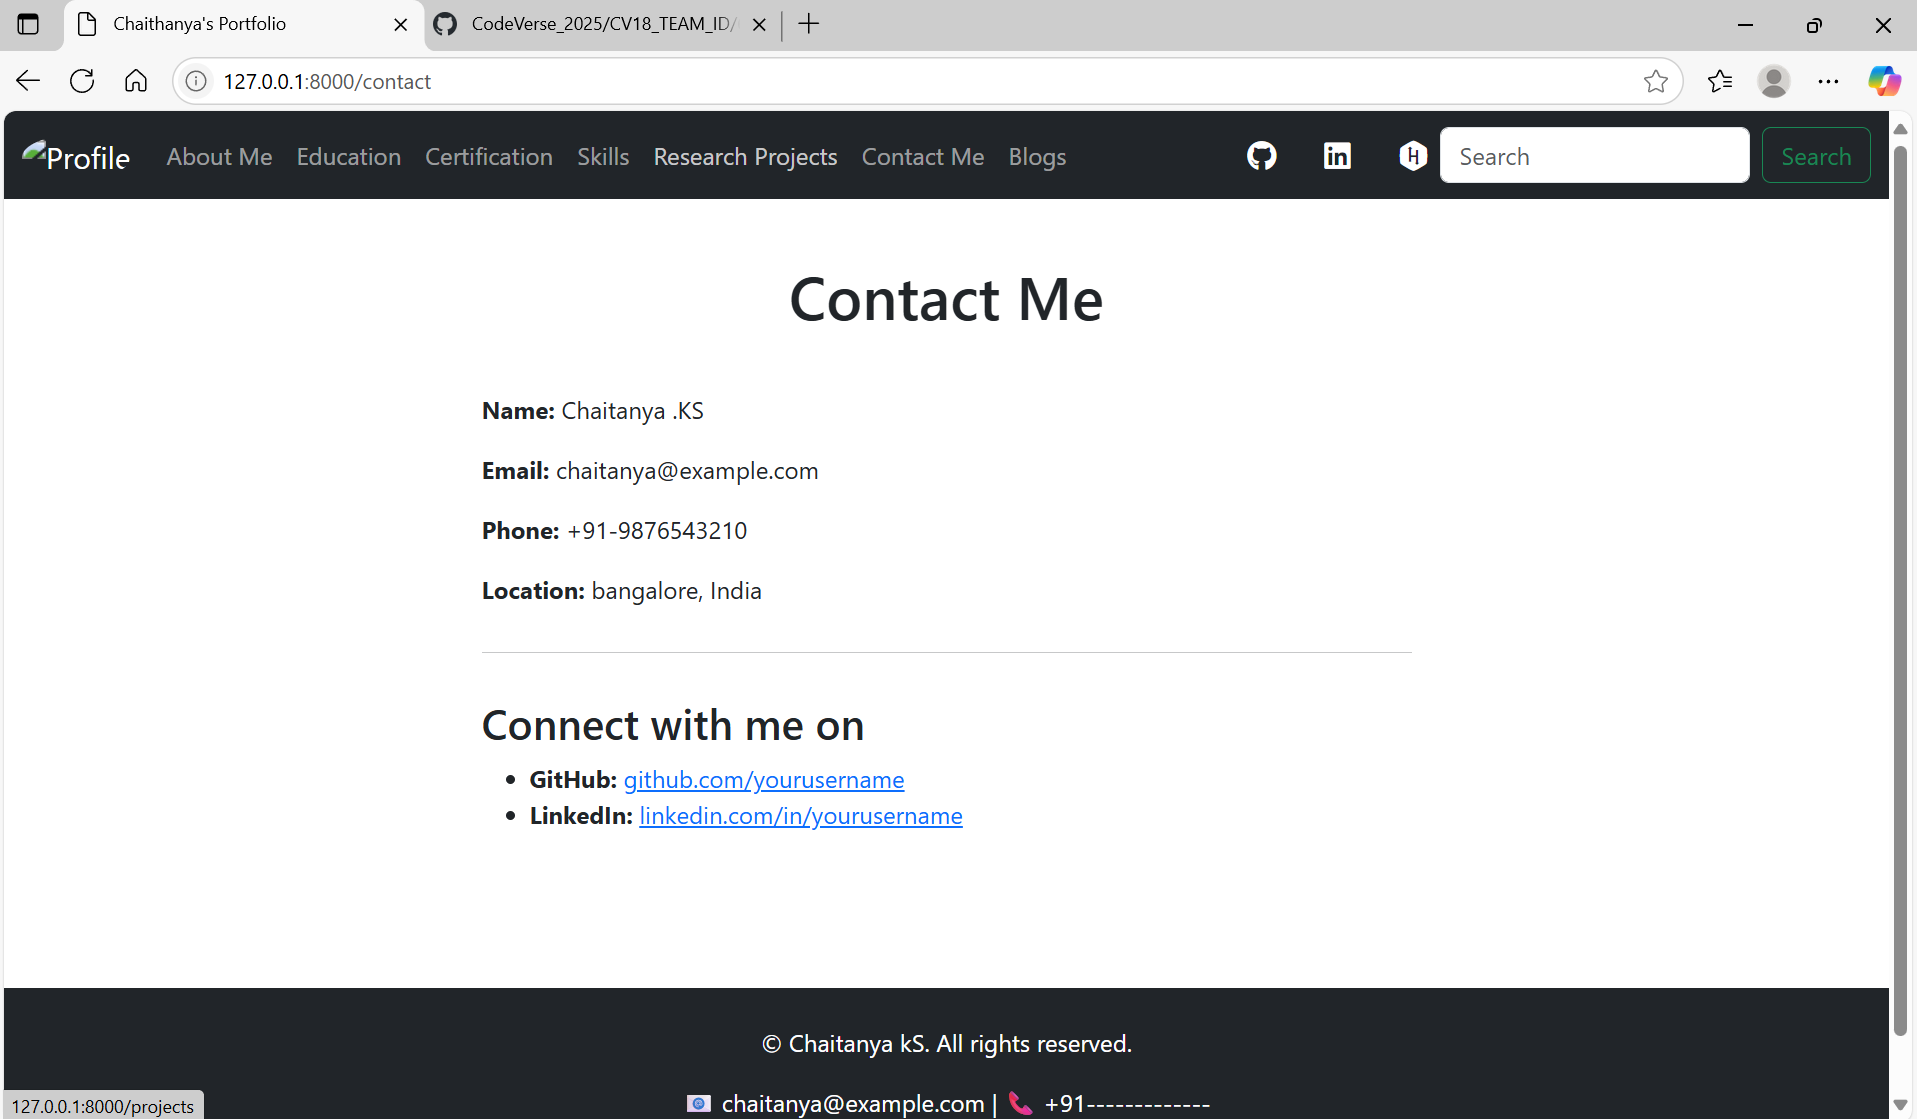 Chaithanya's Portfolio
CodeVerse_2025/CV18_TEAM_ID/
127.0.0.1:8000/contact
Profile About Me Education Certification Skills Research Projects Contact Me Blogs in H Search Search
Contact Me
Name: Chaitanya .KS
Email: chaitanya@example.com
Phone: +91-9876543210
Location: bangalore, India
Connect with me on
• GitHub: github.com/yourusername
• LinkedIn: linkedin.com/in/yourusername
© Chaitanya kS. All rights reserved.
📧 chaitanya@example.com | 📞 +91-------------
127.0.0.1:8000/projects